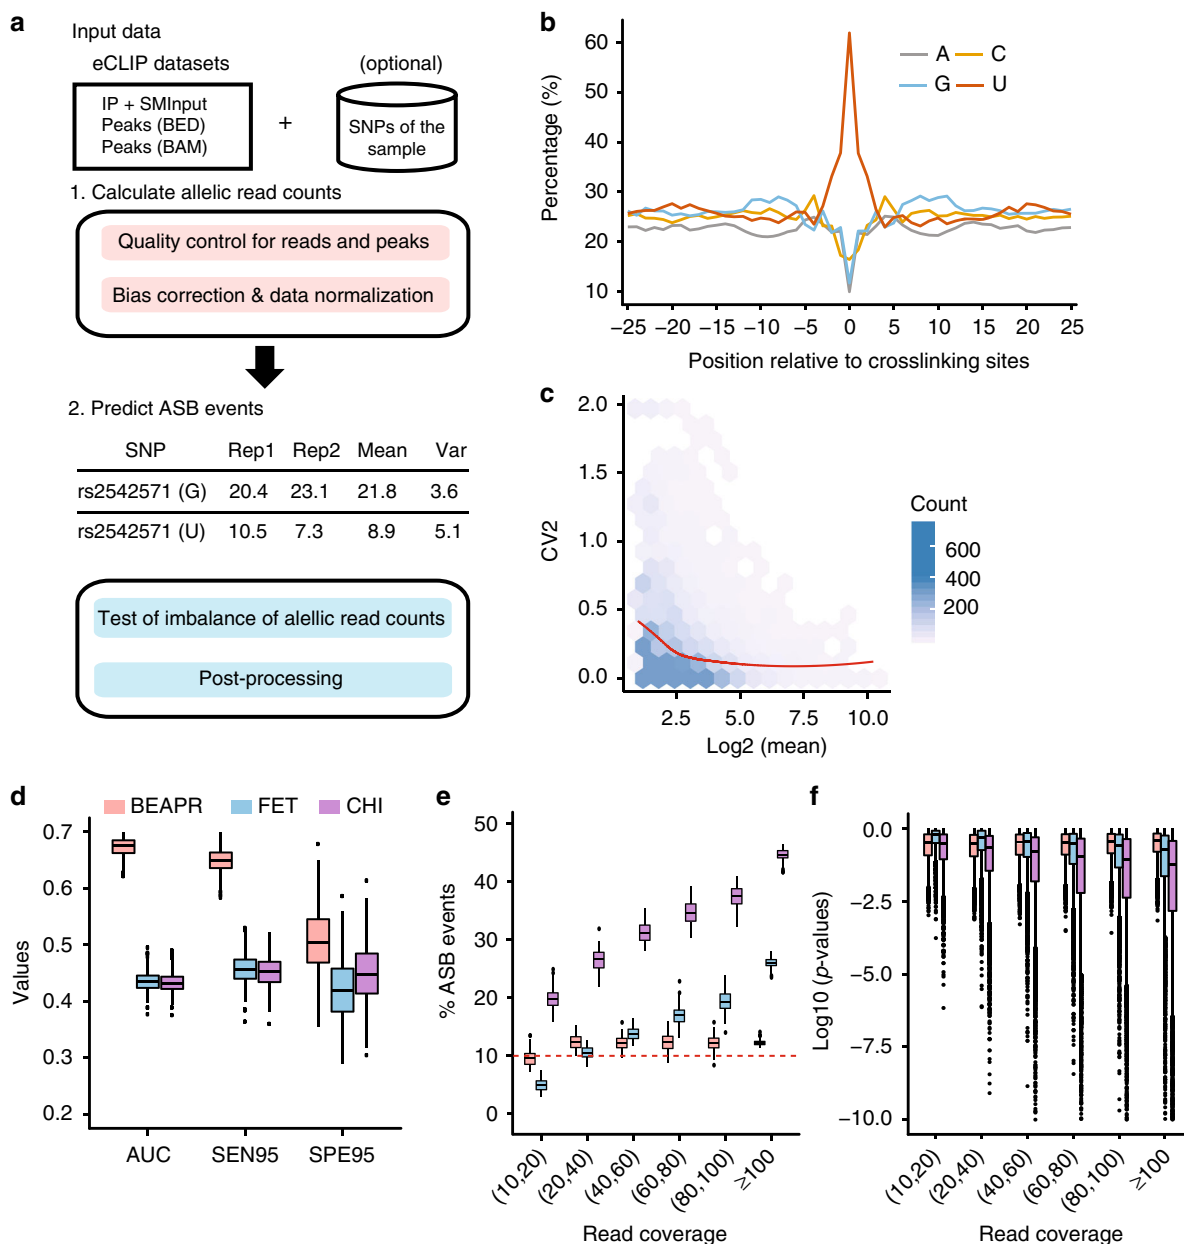 a
Input data
eCLIP datasets
(optional)
IP + SMInput
Peaks (BED)
Peaks (BAM)
+
SNPs of the
sample
1. Calculate allelic read counts
Quality control for reads and peaks
Bias correction & data normalization
2. Predict ASB events
SNP Rep1 Rep2 Mean Var
rs2542571 (G) 20.4 23.1 21.8 3.6
rs2542571 (U) 10.5 7.3 8.9 5.1
Test of imbalance of alellic read counts
Post-processing
b
Percentage (%)
60
50
40
30
20
10
A C
G U
−25 −20 −15 −10 −5 0 5 10 15 20 25
Position relative to crosslinking sites
c
CV2
2.0
1.5
1.0
0.5
0.0
2.5 5.0 7.5 10.0
Log2 (mean)
Count
600
400
200
d
BEAPR FET CHI
Values
0.7
0.6
0.5
0.4
0.3
0.2
AUC SEN95 SPE95
e
% ASB events
50
40
30
20
10
0
(10,20) (20,40) (40,60) (60,80) (80,100) ≥100
Read coverage
f
Log10 (p-values)
0.0
−2.5
−5.0
−7.5
−10.0
(10,20) (20,40) (40,60) (60,80) (80,100) ≥100
Read coverage